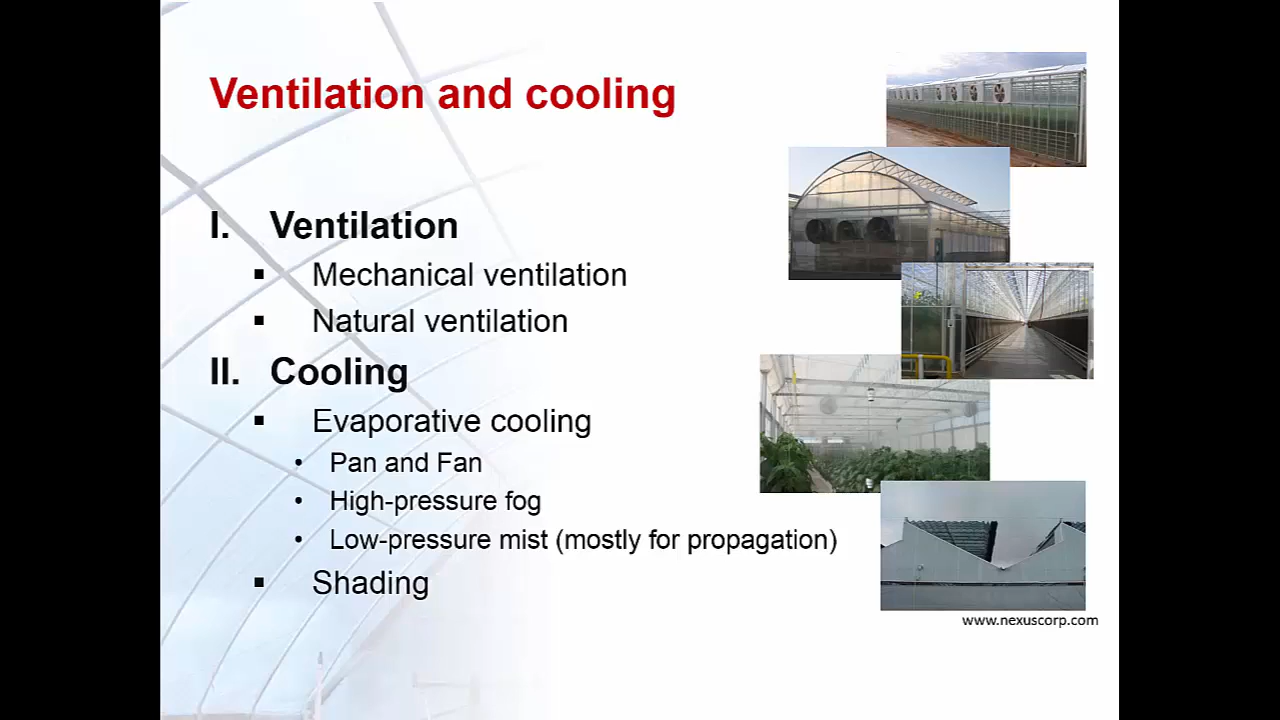 Ventilation and cooling
I. Ventilation
▪ Mechanical ventilation
▪ Natural ventilation
II. Cooling
▪ Evaporative cooling
• Pan and Fan
• High-pressure fog
• Low-pressure mist (mostly for propagation)
▪ Shading
www.nexuscorp.com